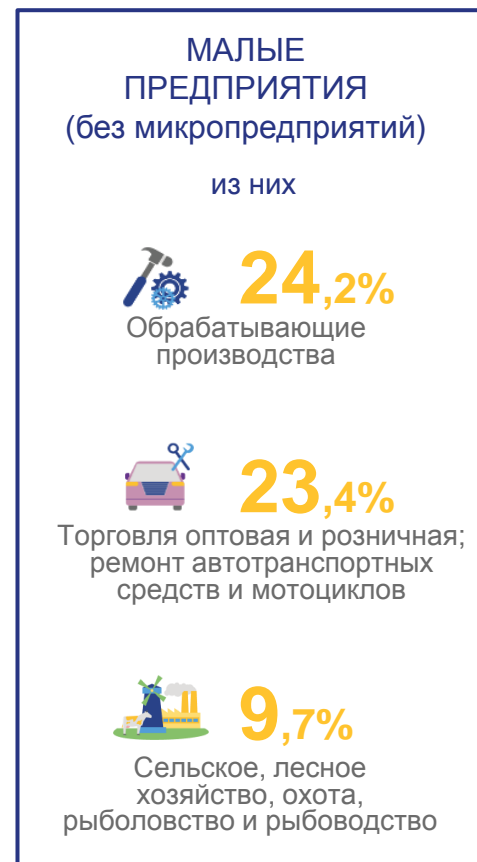 МАЛЫЕ
ПРЕДПРИЯТИЯ
(без микропредприятий)
из них
24,2%
Обрабатывающие
производства
23,4%
Торговля оптовая и розничная;
ремонт автотранспортных
средств и мотоциклов
9,7%
Сельское, лесное
хозяйство, охота,
рыболовство и рыбоводство